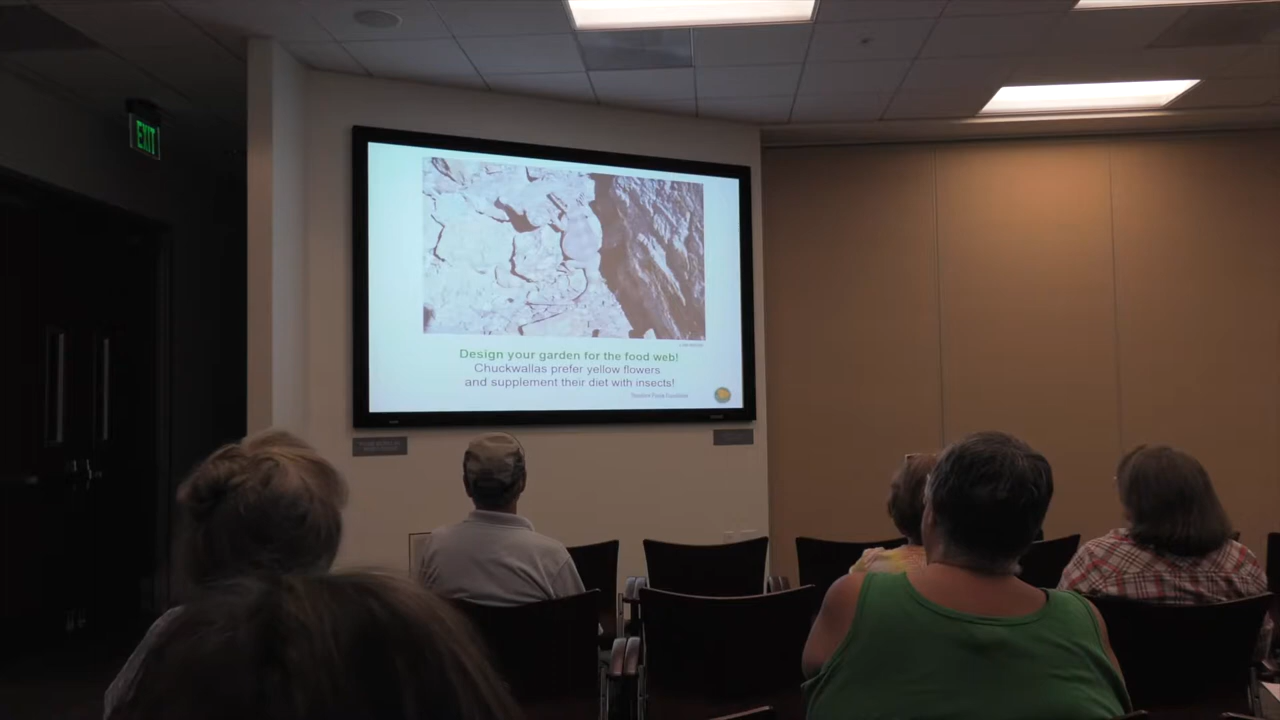 EXIT
Design your garden for the food web!
Chuckwallas prefer yellow flowers
and supplement their diet with insects!